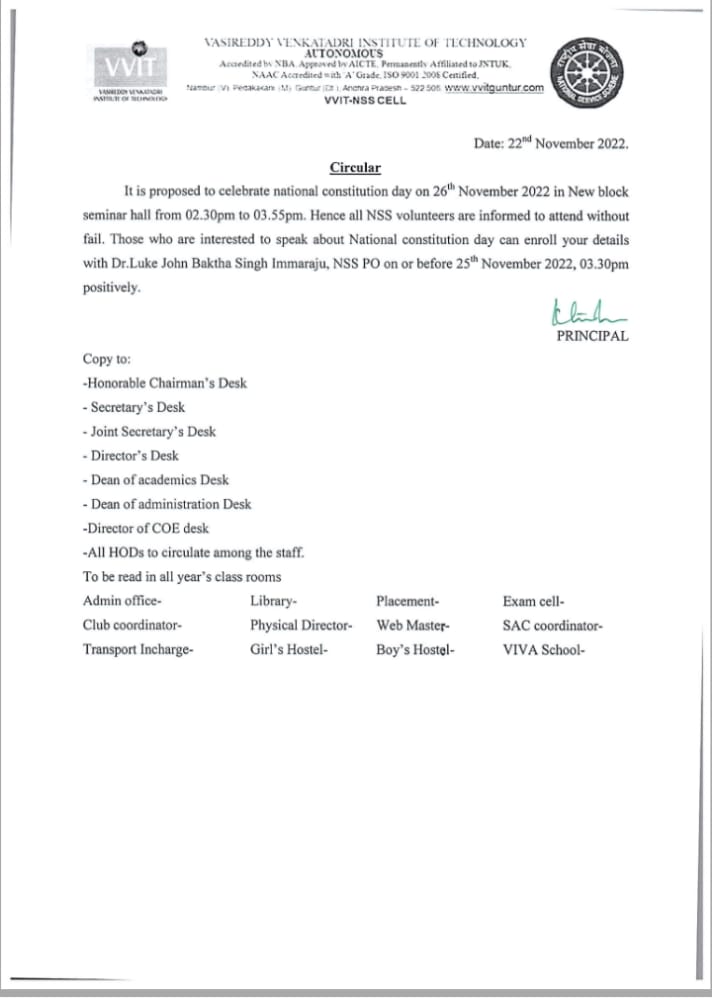 VVIT
VASIREDDY VENKATADRI
INSTITUTE OF TECHNOLOGY
VASIREDDY VENKATADRI INSTITUTE OF TECHNOLOGY
AUTONOMOUS
Accredited by NBA, Approved by AICTE, Permanently Affiliated to JNTUK,
NAAC Accredited with 'A' Grade, ISO 9001 2008 Certified,
Nambur (V), Pedakakani (M), Guntur (Dt.), Andhra Pradesh - 522 508. www.vvitguntur.com
VVIT-NSS CELL
राष्ट्रीय सेवा योजना
NATIONAL SERVICE SCHEME
Date: 22nd November 2022.
Circular
It is proposed to celebrate national constitution day on 26th November 2022 in New block
seminar hall from 02.30pm to 03.55pm. Hence all NSS volunteers are informed to attend without
fail. Those who are interested to speak about National constitution day can enroll your details
with Dr.Luke John Baktha Singh Immaraju, NSS PO on or before 25th November 2022, 03.30pm
positively.
PRINCIPAL
Copy to:
-Honorable Chairman's Desk
- Secretary's Desk
- Joint Secretary's Desk
- Director's Desk
- Dean of academics Desk
- Dean of administration Desk
-Director of COE desk
-All HODs to circulate among the staff.
To be read in all year's class rooms
Admin office- Library- Placement- Exam cell-
Club coordinator- Physical Director- Web Master- SAC coordinator-
Transport Incharge- Girl's Hostel- Boy's Hostel- VIVA School-